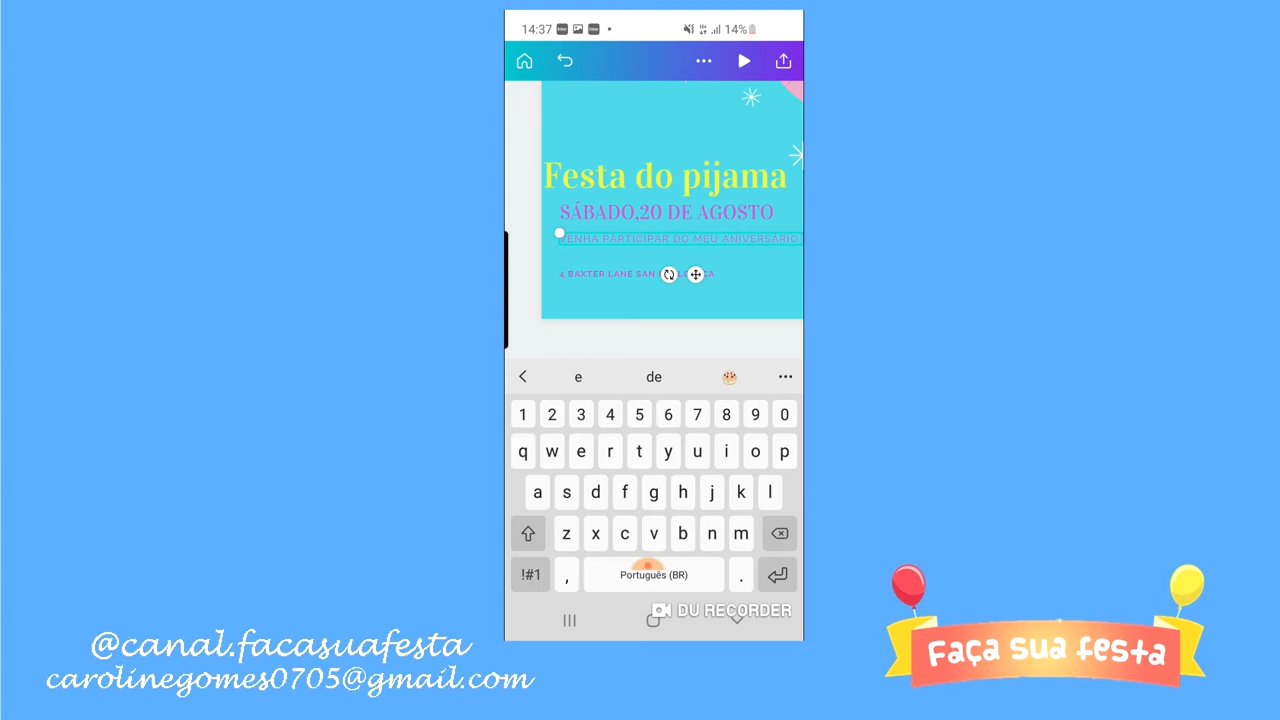 14:37
14%
Festa do pijama
SÁBADO,20 DE AGOSTO
VENHA PARTICIPAR DO MEU ANIVERSÁRIO
4 BAXTER LANE SAN
e de
1 2 3 4 5 6 7 8 9 0
q w e r t y u i o p
a s d f g h j k l
z x c v b n m
!#1 , Português (BR) .
DU RECORDER
@canal.facasuafesta
carolinegomes0705@gmail.com
Faça sua festa